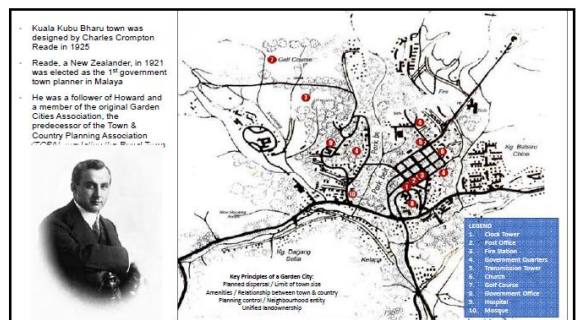 - Kuala Kubu Bharu town was
designed by Charles Crompton
Reade in 1925
- Reade, a New Zealander, in 1921
was elected as the 1st government
town planner in Malaya
- He was a follower of Howard and
a member of the original Garden
Cities Association, the
predecessor of the Town &
Country Planning Association
Golf Course
Kg. Bahru
China
Kg. Dagang
Kelapa
Key Principles of a Garden City:
Planned dispersal / Limit of town size
Amenities / Relationship between town & country
Planning control / Neighbourhood entity
Unified landownership
LEGEND
1. Clock Tower
2. Post Office
3. Fire Station
4. Government Quarters
5. Transmission Tower
6. Church
7. Golf Course
8. Government Office
9. Hospital
10. Mosque